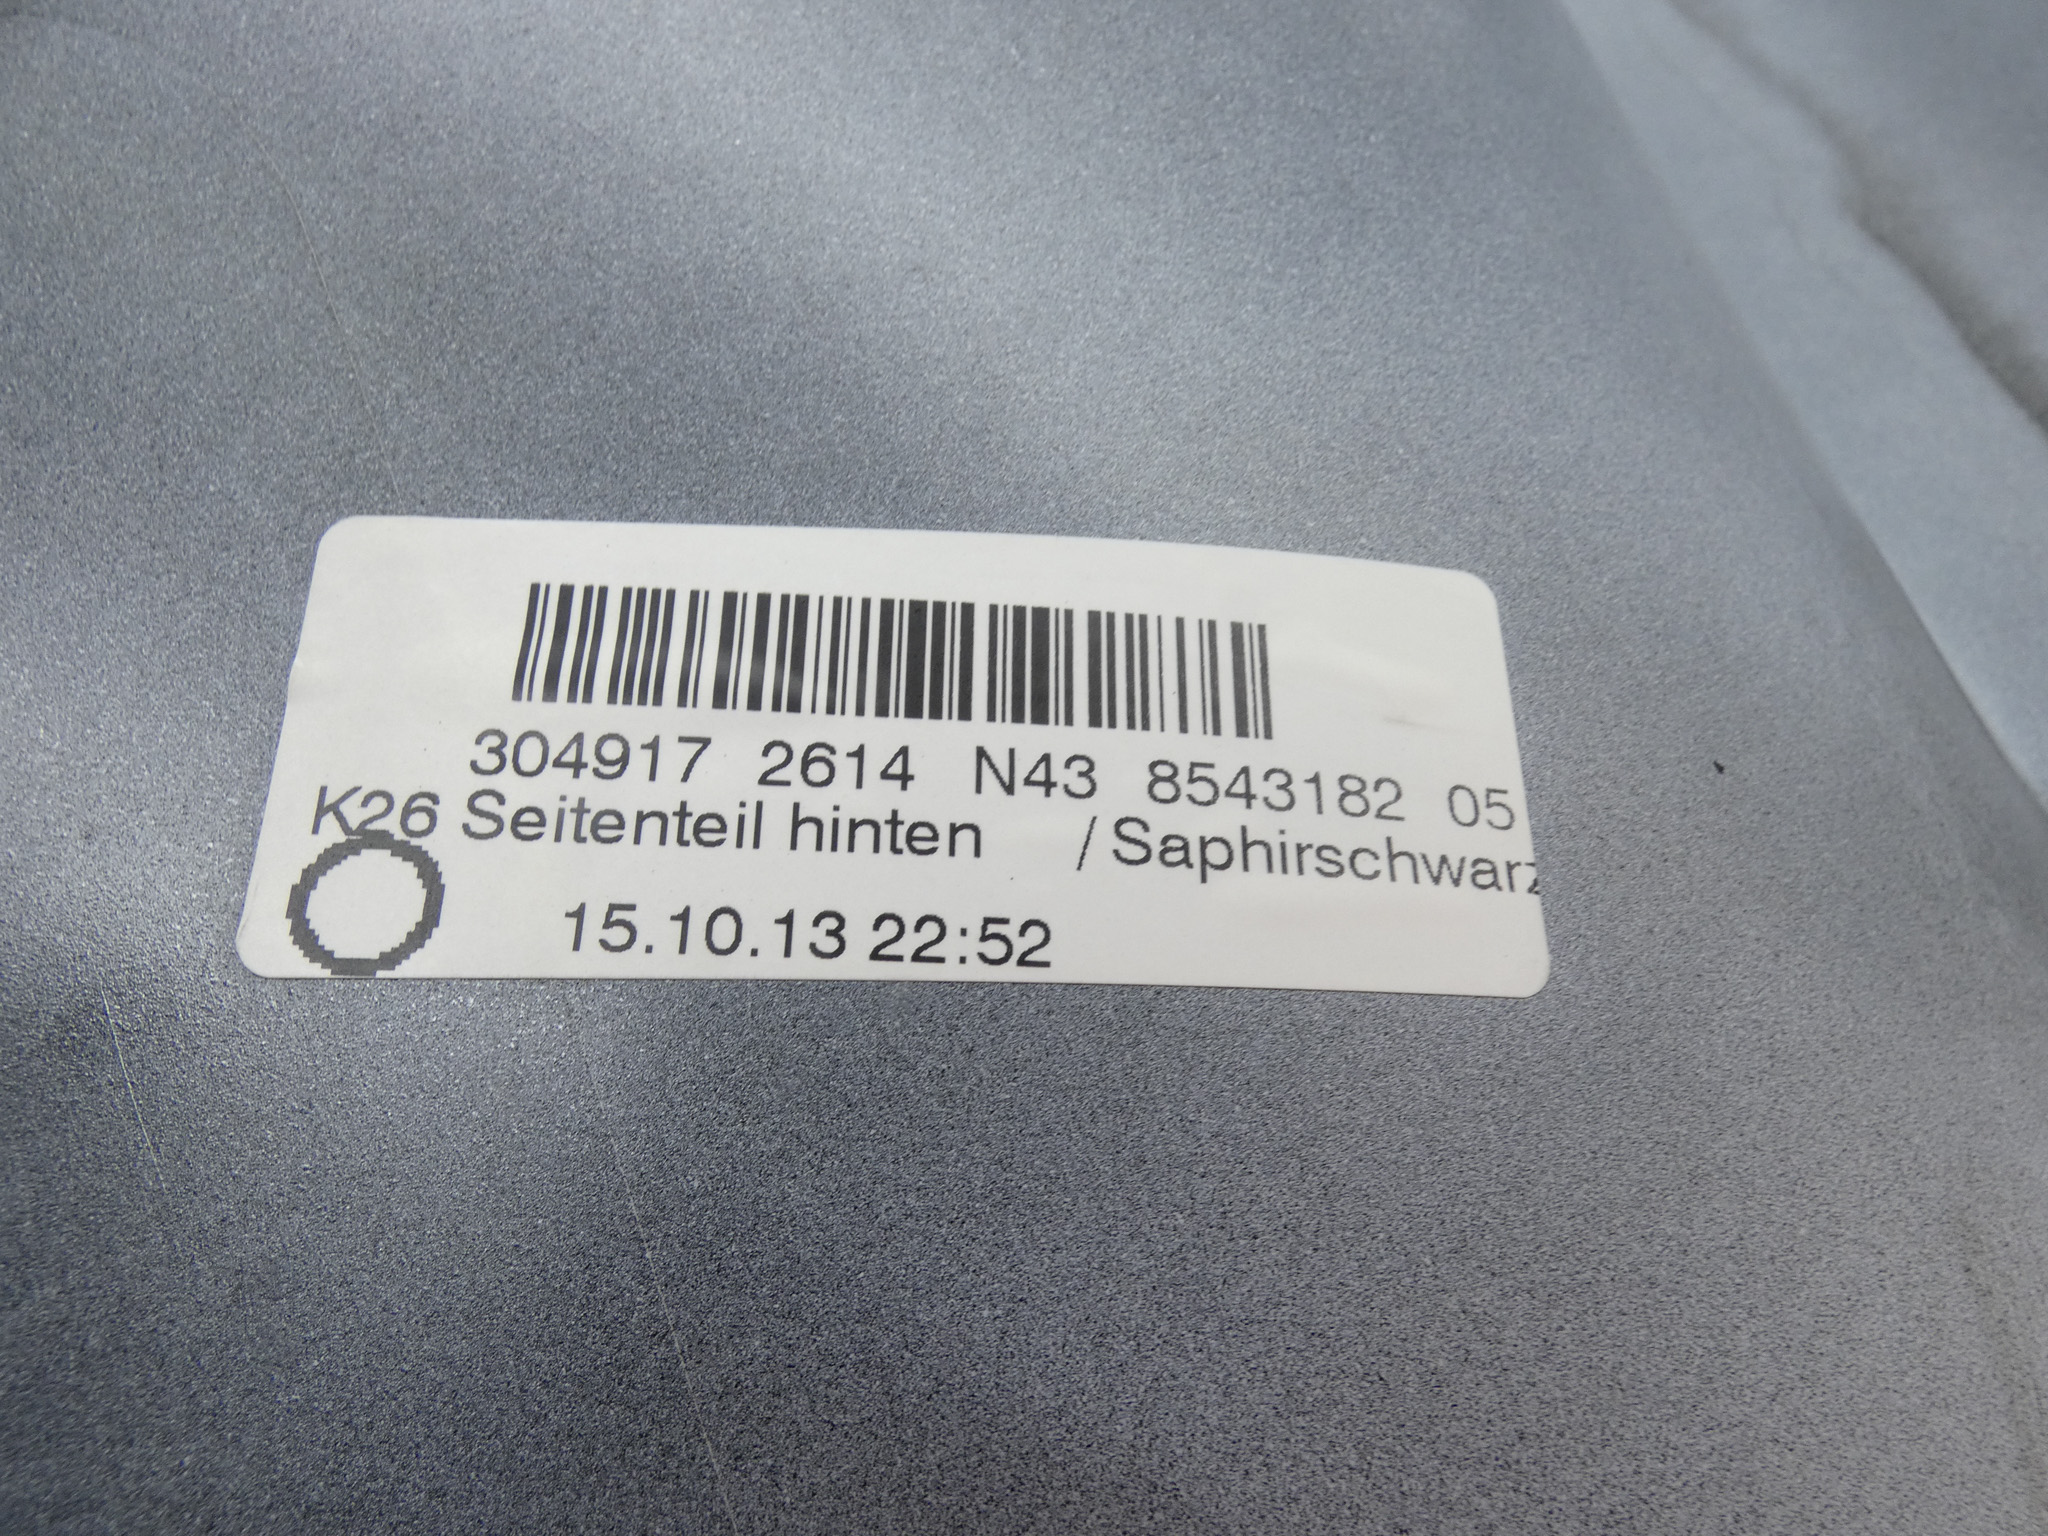 304917 2614 N43 8543182 05
K26 Seitenteil hinten / Saphirschwarz
15.10.13 22:52